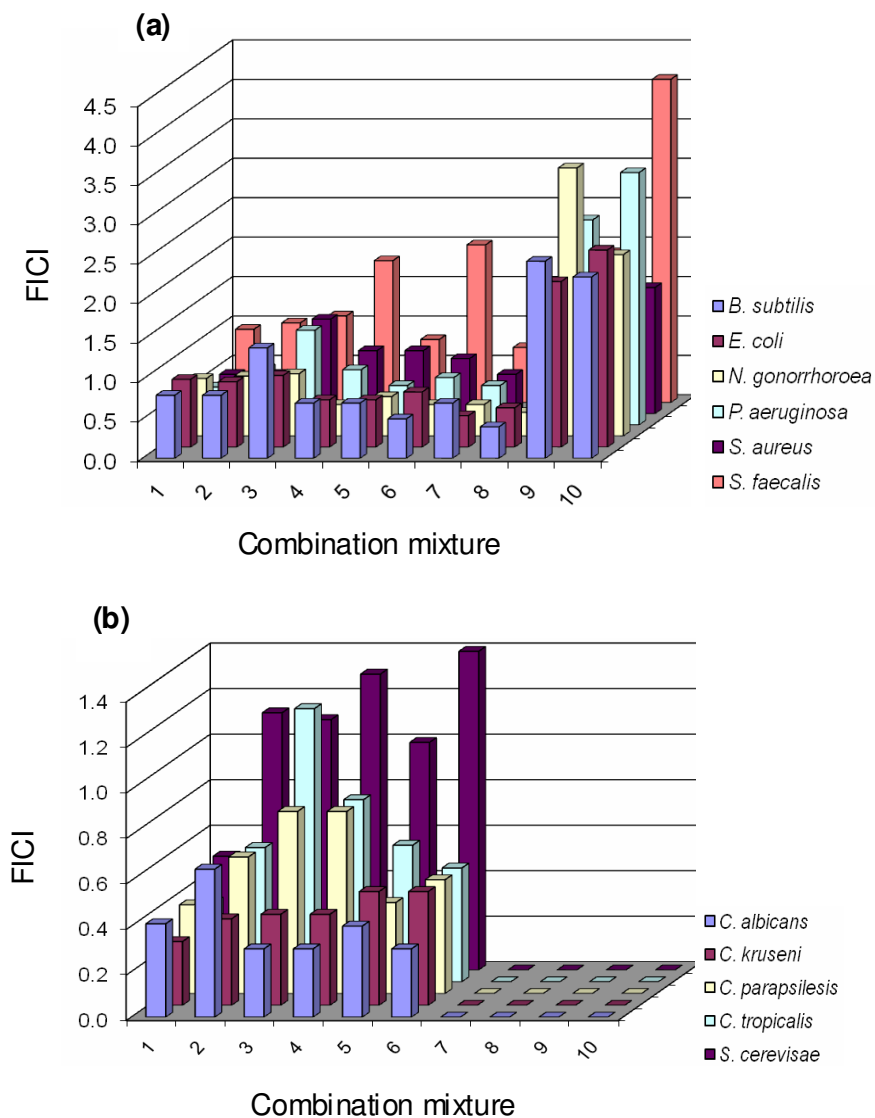 (a)
4.5
4.0
3.5
3.0
2.5
2.0
1.5
1.0
0.5
0.0
FICI
1 2 3 4 5 6 7 8 9 10
Combination mixture
B. subtilis
E. coli
N. gonorrhoroea
P. aeruginosa
S. aureus
S. faecalis
(b)
1.4
1.2
1.0
0.8
0.6
0.4
0.2
0.0
FICI
1 2 3 4 5 6 7 8 9 10
Combination mixture
C. albicans
C. kruseni
C. parapsilesis
C. tropicalis
S. cerevisae